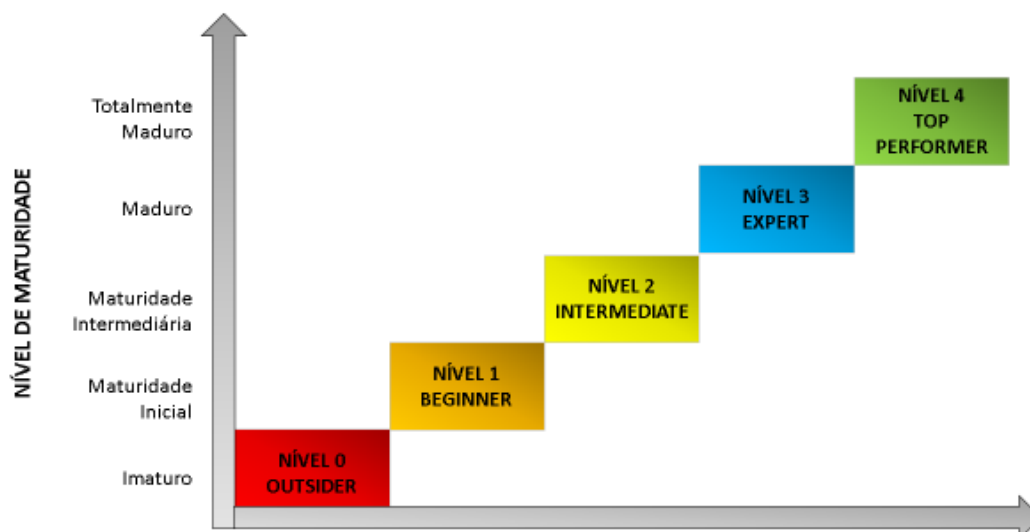 NÍVEL DE MATURIDADE
Totalmente
Maduro
Maduro
Maturidade
Intermediária
Maturidade
Inicial
Imaturo
NÍVEL 4
TOP
PERFORMER
NÍVEL 3
EXPERT
NÍVEL 2
INTERMEDIATE
NÍVEL 1
BEGINNER
NÍVEL 0
OUTSIDER